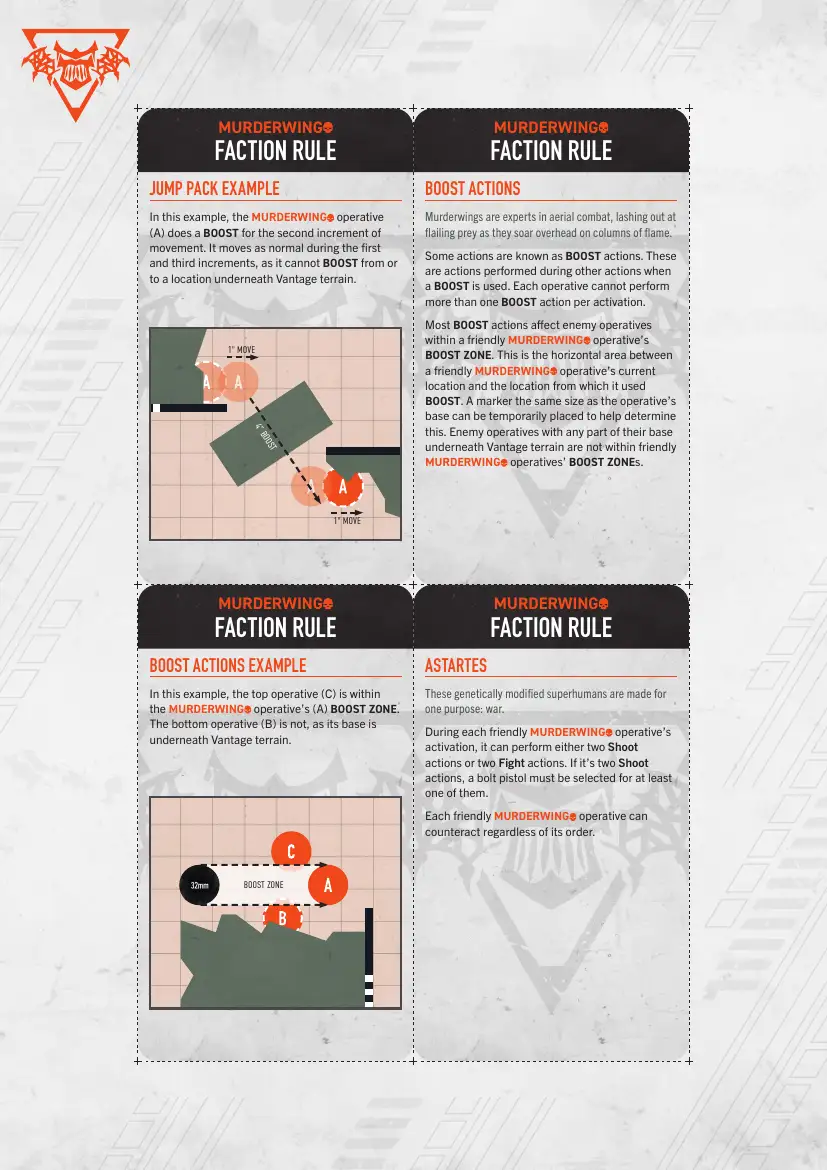 MURDERWING
FACTION RULE
JUMP PACK EXAMPLE
In this example, the MURDERWING operative
(A) does a BOOST for the second increment of
movement. It moves as normal during the first
and third increments, as it cannot BOOST from or
to a location underneath Vantage terrain.
1" MOVE
A
A
4" BOOST
A
A
1" MOVE
MURDERWING
FACTION RULE
BOOST ACTIONS
Murderwings are experts in aerial combat, lashing out at
flailing prey as they soar overhead on columns of flame.
Some actions are known as BOOST actions. These
are actions performed during other actions when
a BOOST is used. Each operative cannot perform
more than one BOOST action per activation.
Most BOOST actions affect enemy operatives
within a friendly MURDERWING operative's
BOOST ZONE. This is the horizontal area between
a friendly MURDERWING operative's current
location and the location from which it used
BOOST. A marker the same size as the operative's
base can be temporarily placed to help determine
this. Enemy operatives with any part of their base
underneath Vantage terrain are not within friendly
MURDERWING operatives' BOOST ZONEs.
MURDERWING
FACTION RULE
BOOST ACTIONS EXAMPLE
In this example, the top operative (C) is within
the MURDERWING operative's (A) BOOST ZONE.
The bottom operative (B) is not, as its base is
underneath Vantage terrain.
C
32mm
BOOST ZONE
A
B
MURDERWING
FACTION RULE
ASTARTES
These genetically modified superhumans are made for
one purpose: war.
During each friendly MURDERWING operative's
activation, it can perform either two Shoot
actions or two Fight actions. If it's two Shoot
actions, a bolt pistol must be selected for at least
one of them.
Each friendly MURDERWING operative can
counteract regardless of its order.